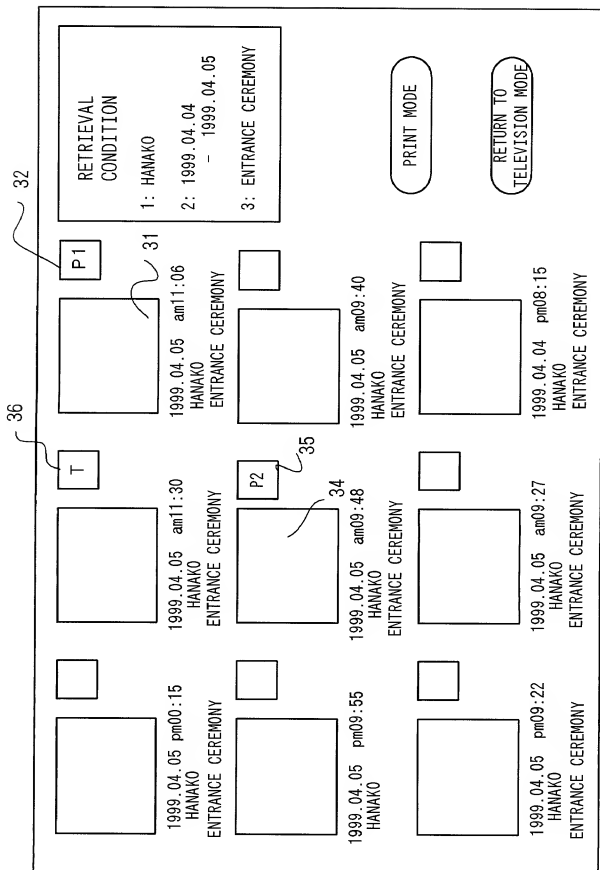 36
32
T
P1
31
1999.04.05 pm00:15
HANAKO
ENTRANCE CEREMONY
1999.04.05 am11:30
HANAKO
ENTRANCE CEREMONY
1999.04.05 am11:06
HANAKO
ENTRANCE CEREMONY
RETRIEVAL
CONDITION
1: HANAKO
2: 1999.04.04
- 1999.04.05
3: ENTRANCE CEREMONY
P2
35
34
1999.04.05 pm09:55
HANAKO
1999.04.05 am09:48
HANAKO
ENTRANCE CEREMONY
1999.04.05 am09:40
HANAKO
ENTRANCE CEREMONY
PRINT MODE
1999.04.05 pm09:22
HANAKO
ENTRANCE CEREMONY
1999.04.05 am09:27
HANAKO
ENTRANCE CEREMONY
1999.04.04 pm08:15
HANAKO
ENTRANCE CEREMONY
RETURN TO
TELEVISION MODE